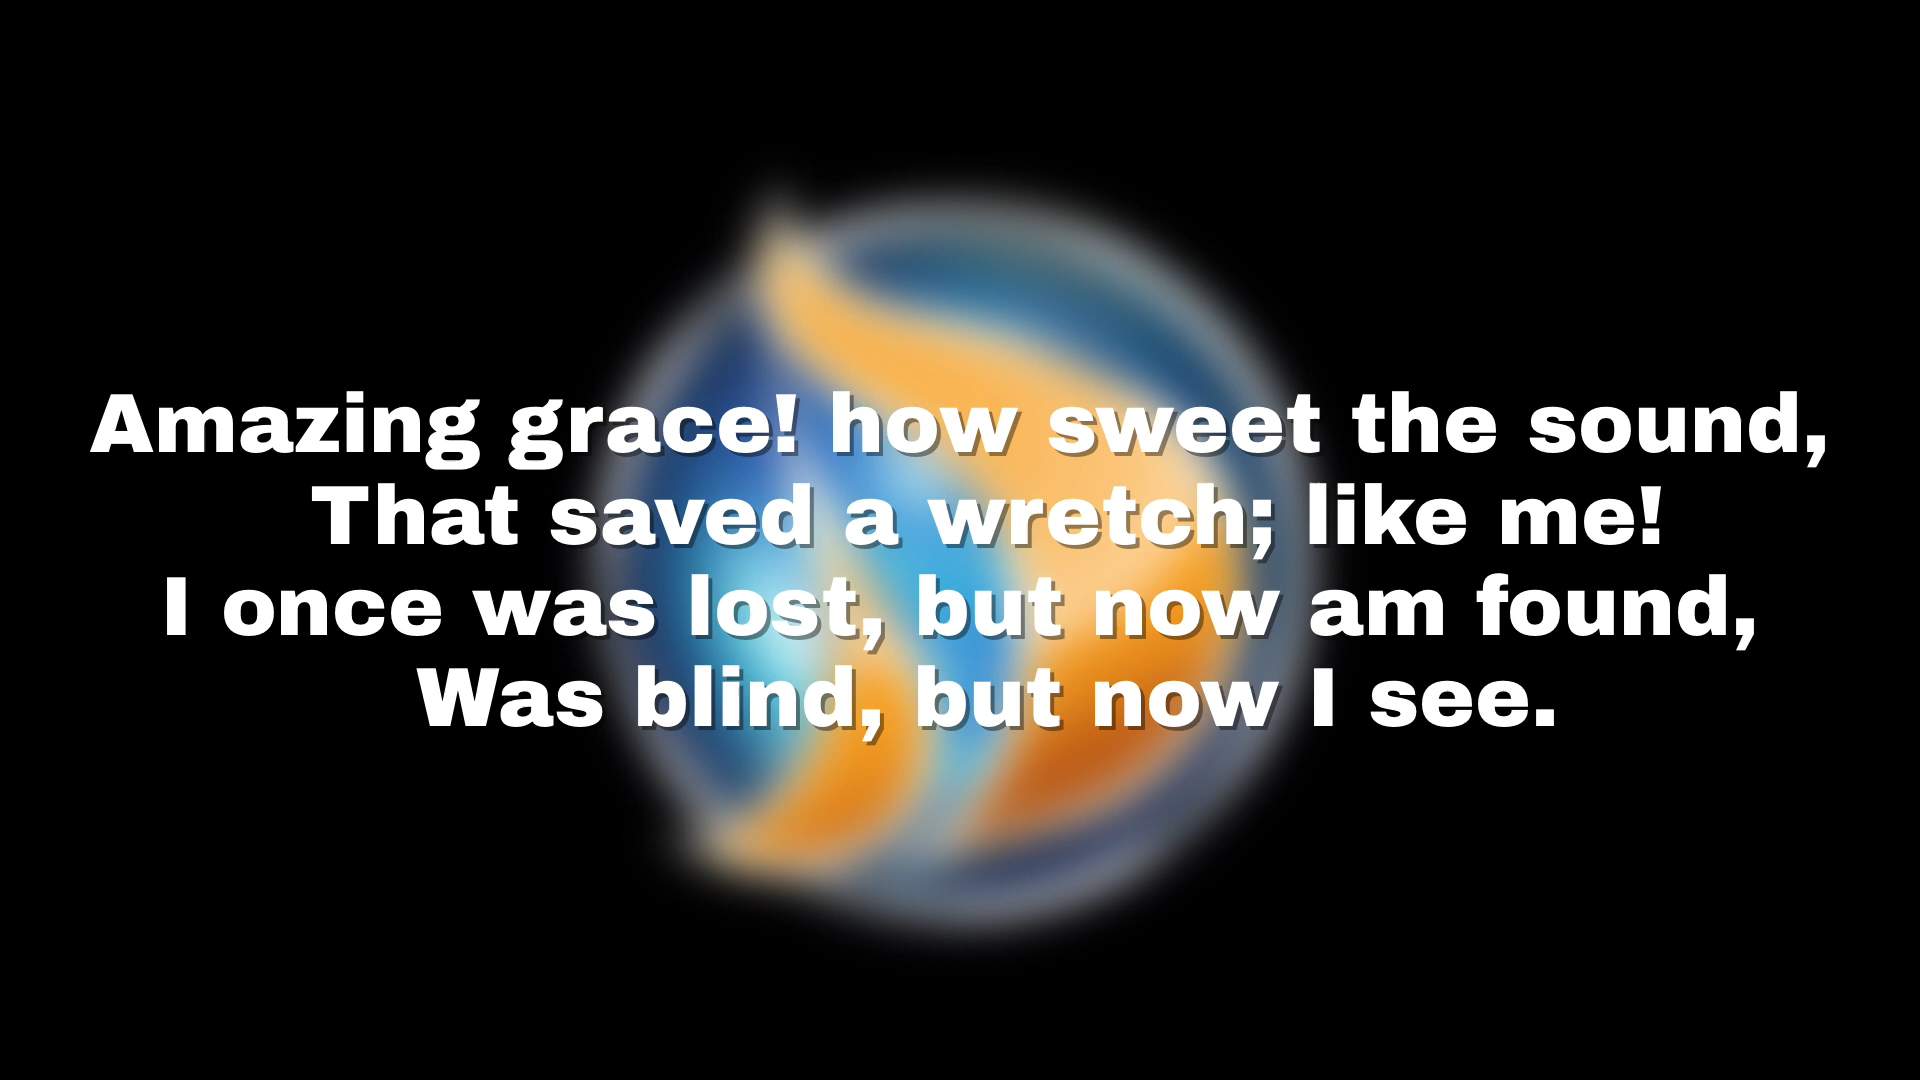 Amazing grace! how sweet the sound,
That saved a wretch; like me!
I once was lost, but now am found,
Was blind, but now I see.